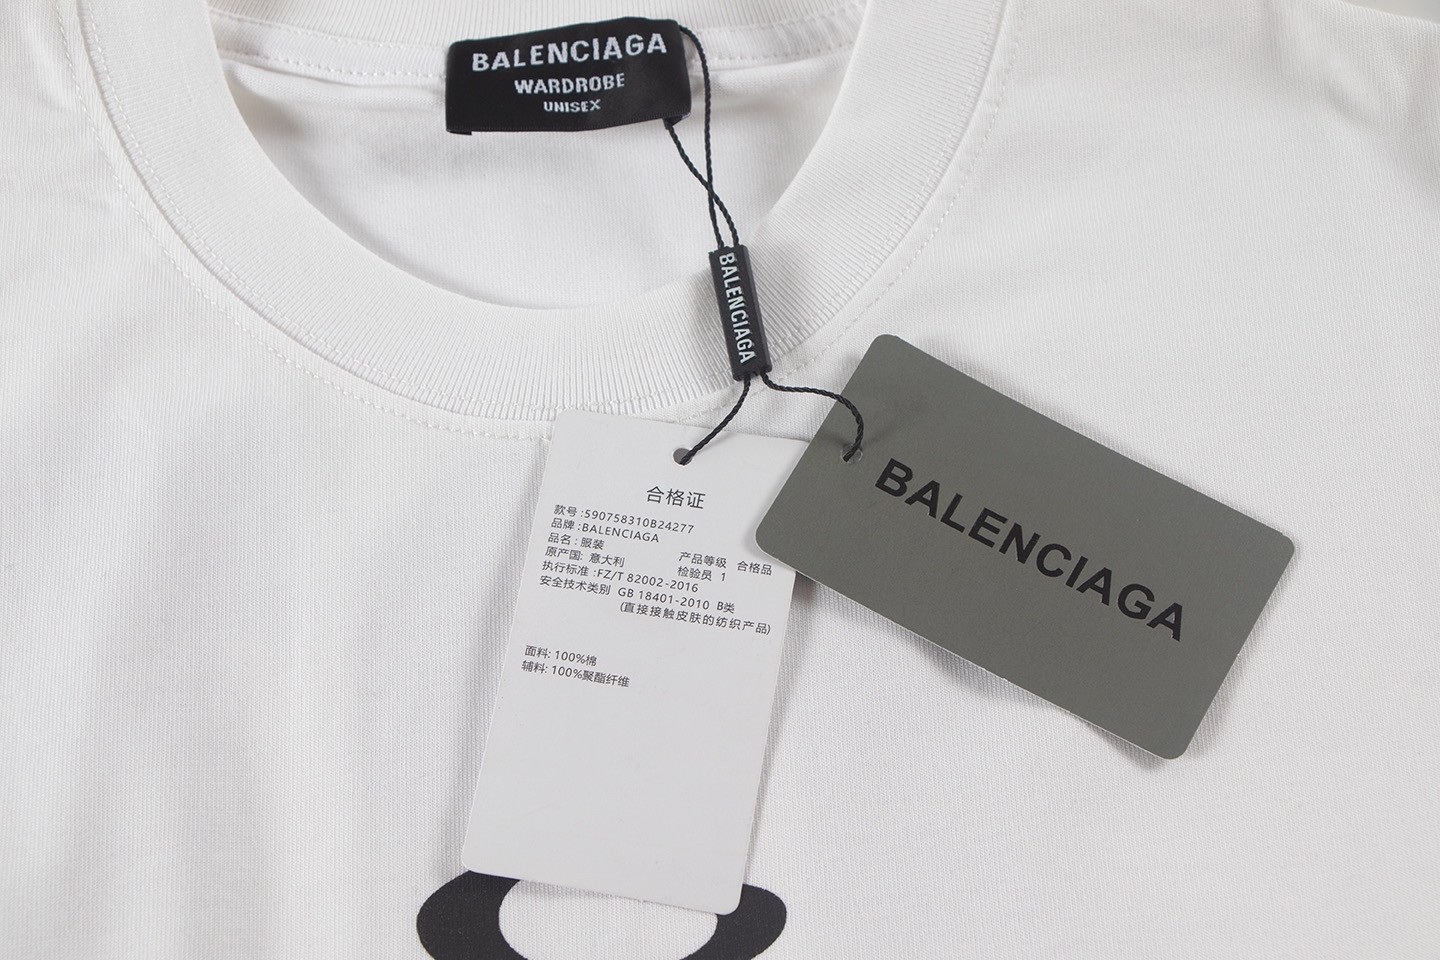 BALENCIAGA
WARDROBE
UNISEX
BALENCIAGA
BALENCIAGA
合格证
款号:590758310B24277
品牌:BALENCIAGA
品名:服装 产品等级 合格品
原产国: 意大利 检验员 1
执行标准:FZ/T 82002-2016
安全技术类别 GB 18401-2010 B类
(直接接触皮肤的纺织产品)
面料: 100%棉
辅料: 100%聚酯纤维